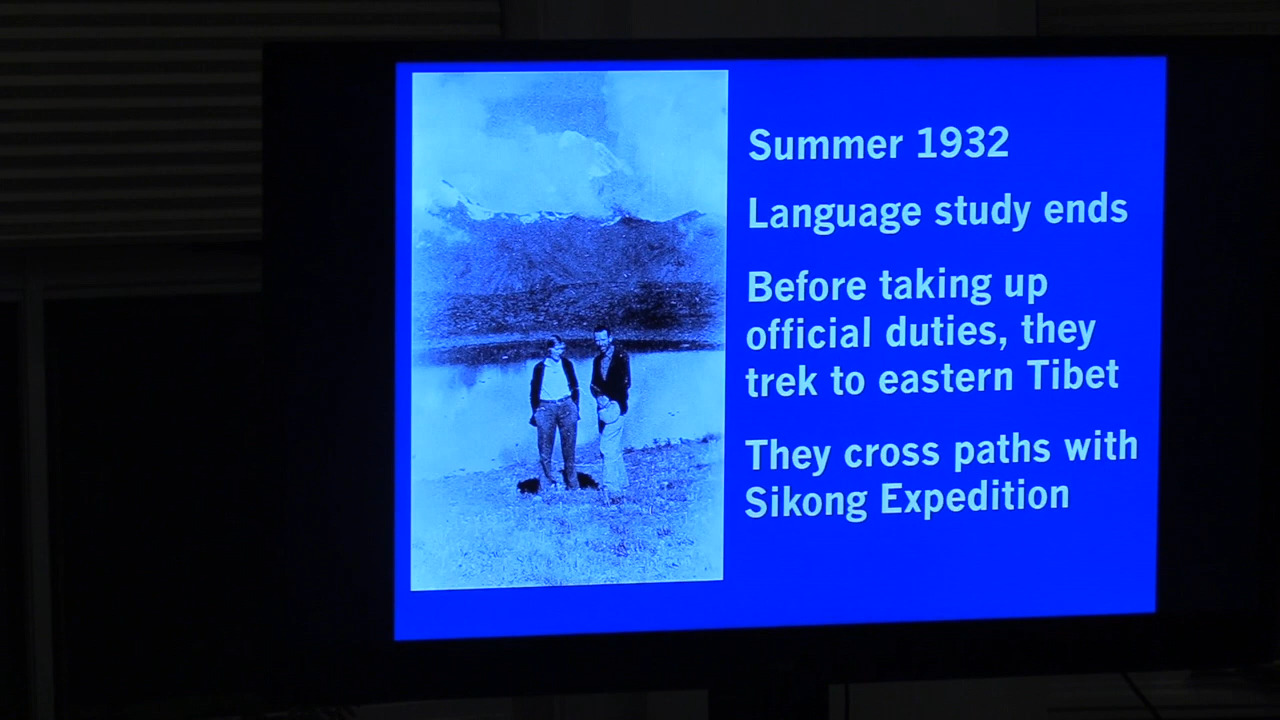 Summer 1932
Language study ends
Before taking up
official duties, they
trek to eastern Tibet
They cross paths with
Sikong Expedition